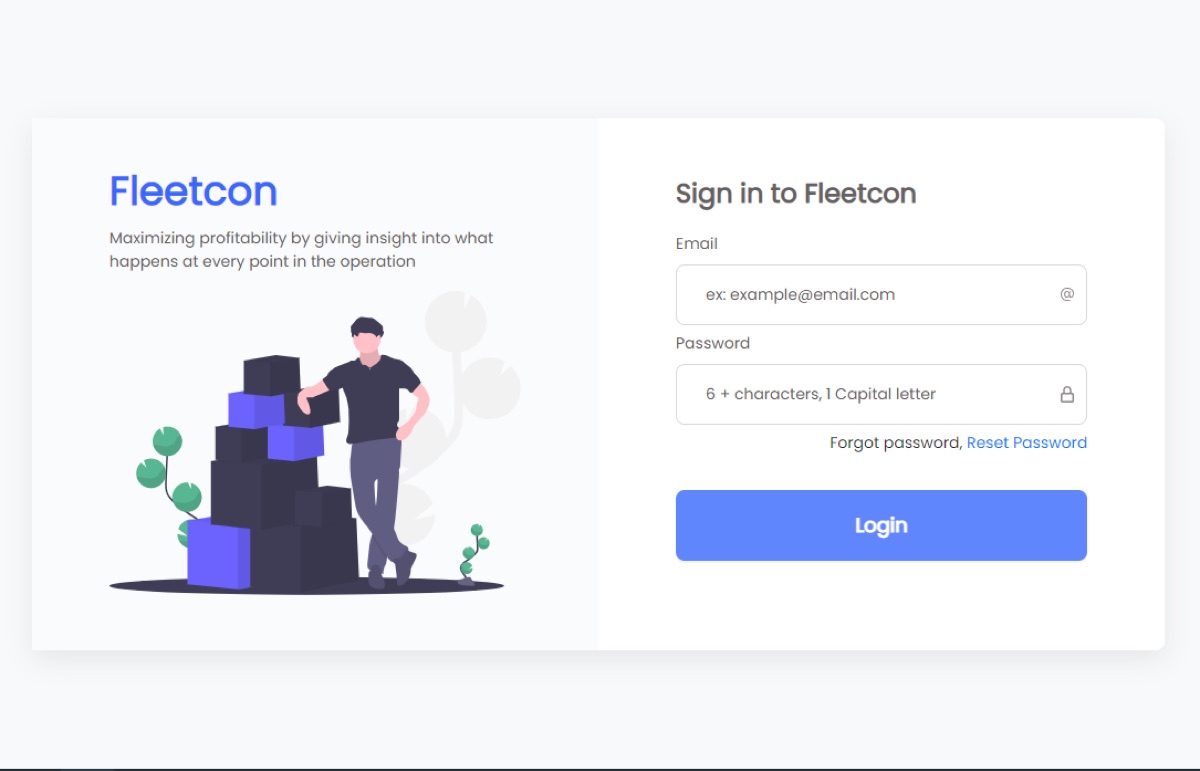 Fleetcon
Maximizing profitability by giving insight into what
happens at every point in the operation
Sign in to Fleetcon
Email
ex: example@email.com
@
Password
6 + characters, 1 Capital letter
Forgot password, Reset Password
Login